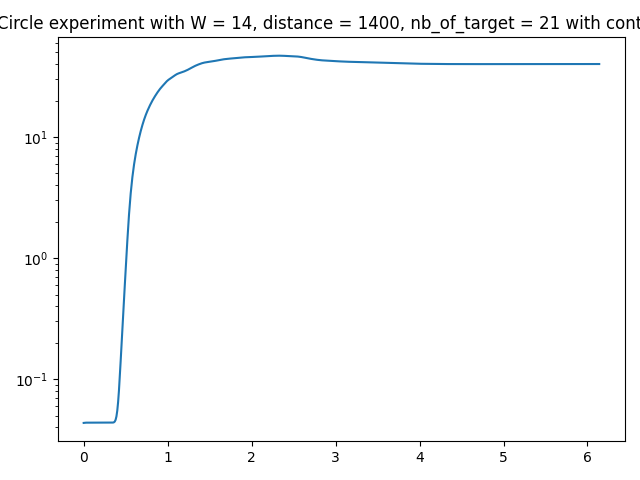 Circle experiment with W = 14, distance = 1400, nb_of_target = 21 with cont
10¹
10⁰
10⁻¹
0 1 2 3 4 5 6